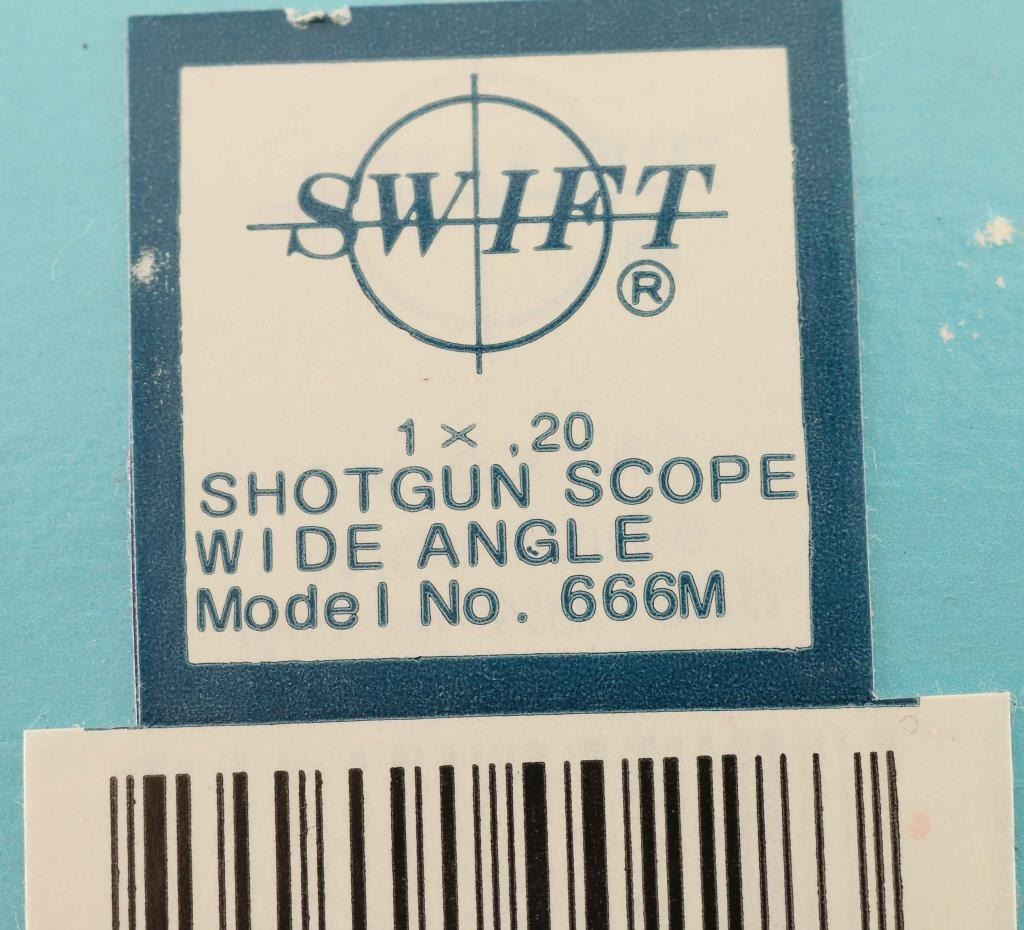 SWIFT
®
1 × .20
SHOTGUN SCOPE
WIDE ANGLE
Model No. 666M